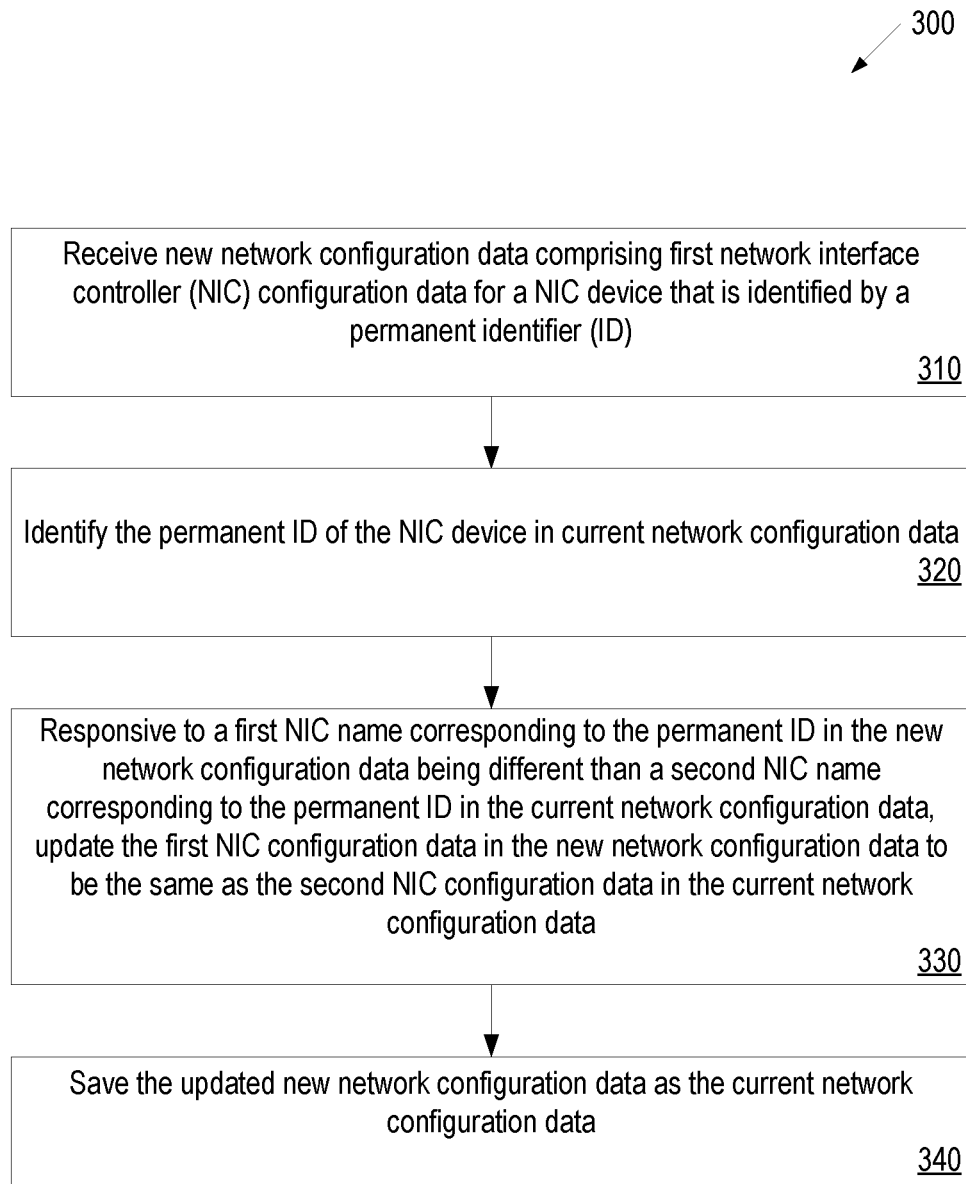 300
Receive new network configuration data comprising first network interface
controller (NIC) configuration data for a NIC device that is identified by a
permanent identifier (ID)
310
Identify the permanent ID of the NIC device in current network configuration data
320
Responsive to a first NIC name corresponding to the permanent ID in the new
network configuration data being different than a second NIC name
corresponding to the permanent ID in the current network configuration data,
update the first NIC configuration data in the new network configuration data to
be the same as the second NIC configuration data in the current network
configuration data
330
Save the updated new network configuration data as the current network
configuration data
340